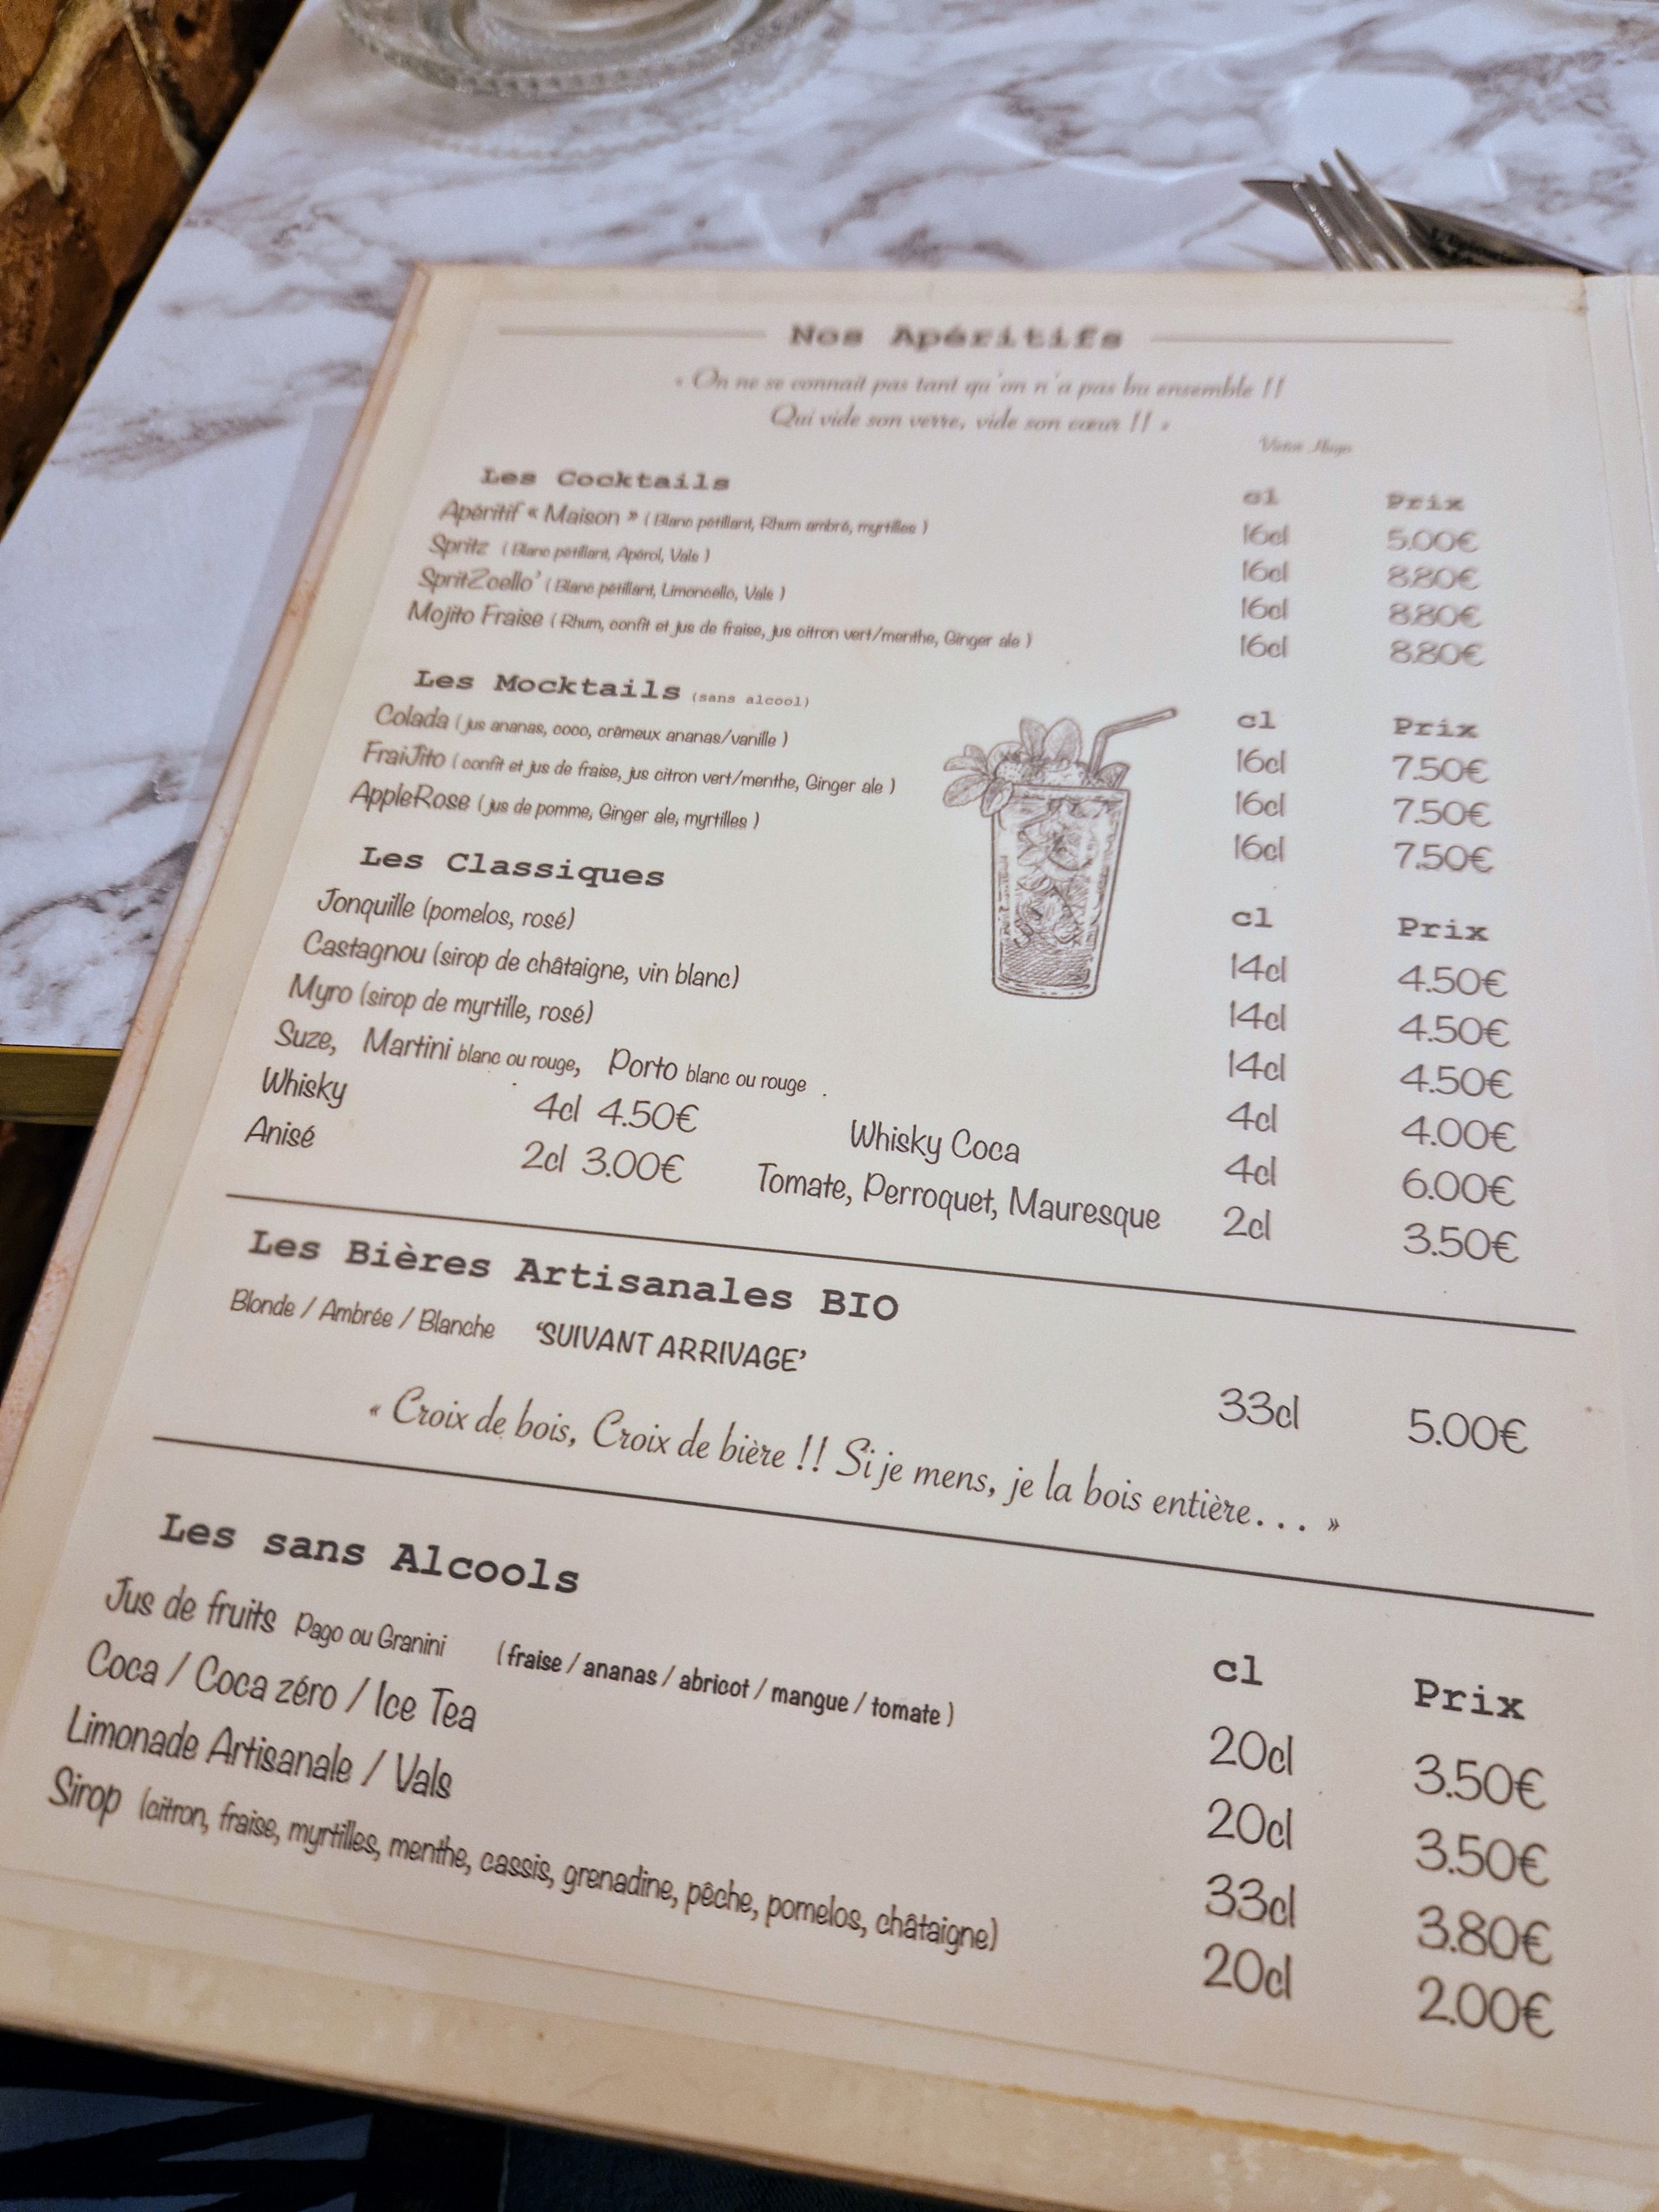 Nos Apéritifs
« On ne se connaît pas tant qu'on n'a pas bu ensemble !!
Qui vide son verre, vide son cœur !! »
Victor Hugo
Les Cocktails cl Prix
Apéritif « Maison » ( Blanc pétillant, Rhum ambré, myrtilles ) 16cl 5.00€
Spritz ( Blanc pétillant, Apérol, Vals ) 16cl 8.80€
SpritZcello' ( Blanc pétillant, Limoncello, Vals ) 16cl 8.80€
Mojito Fraise ( Rhum, confit et jus de fraise, jus citron vert/menthe, Ginger ale ) 16cl 8.80€
Les Mocktails (sans alcool) cl Prix
Colada ( jus ananas, coco, crêmeux ananas/vanille ) 16cl 7.50€
FraiJito ( confit et jus de fraise, jus citron vert/menthe, Ginger ale ) 16cl 7.50€
AppleRose ( jus de pomme, Ginger ale, myrtilles ) 16cl 7.50€
Les Classiques cl Prix
Jonquille (pomelos, rosé) 14cl 4.50€
Castagnou (sirop de châtaigne, vin blanc) 14cl 4.50€
Myro (sirop de myrtille, rosé) 14cl 4.50€
Suze, Martini blanc ou rouge, Porto blanc ou rouge . 4cl 4.00€
Whisky 4cl 4.50€ Whisky Coca 4cl 6.00€
Anisé 2cl 3.00€ Tomate, Perroquet, Mauresque 2cl 3.50€
Les Bières Artisanales BIO
Blonde / Ambrée / Blanche 'SUIVANT ARRIVAGE' 33cl 5.00€
« Croix de bois, Croix de bière !! Si je mens, je la bois entière... »
Les sans Alcools cl Prix
Jus de fruits Pago ou Granini ( fraise / ananas / abricot / mangue / tomate ) 20cl 3.50€
Coca / Coca zéro / Ice Tea 20cl 3.50€
Limonade Artisanale / Vals 33cl 3.80€
Sirop (citron, fraise, myrtilles, menthe, cassis, grenadine, pêche, pomelos, châtaigne) 20cl 2.00€